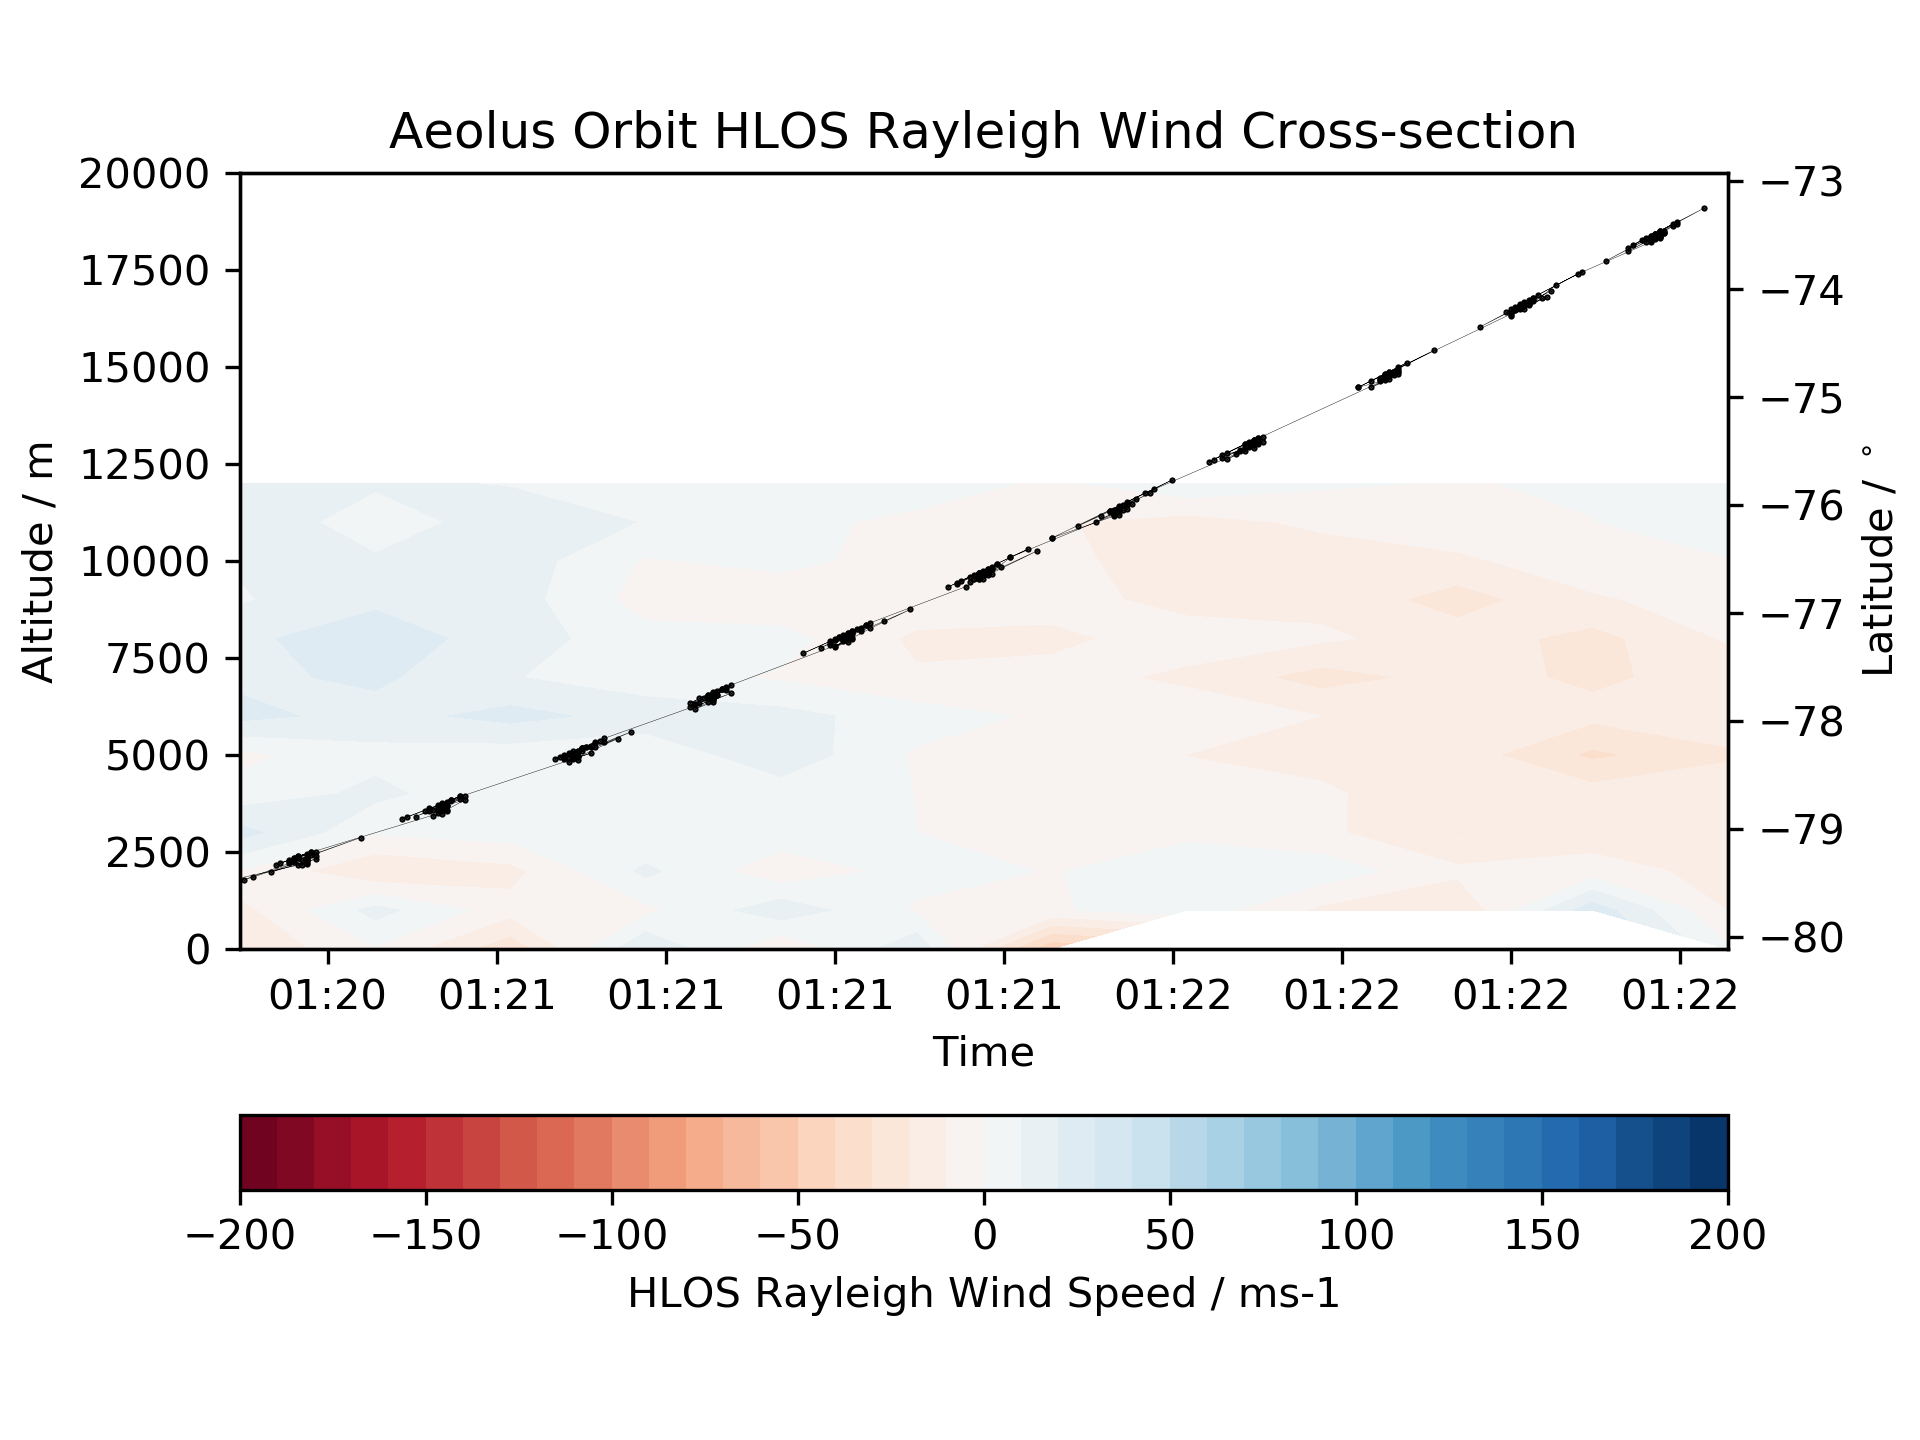 Aeolus Orbit HLOS Rayleigh Wind Cross-section
20000
17500
15000
12500
10000
7500
5000
2500
0
Altitude / m
−73
−74
−75
−76
−77
−78
−79
−80
Latitude / °
01:20 01:21 01:21 01:21 01:21 01:22 01:22 01:22 01:22
Time
−200 −150 −100 −50 0 50 100 150 200
HLOS Rayleigh Wind Speed / ms-1